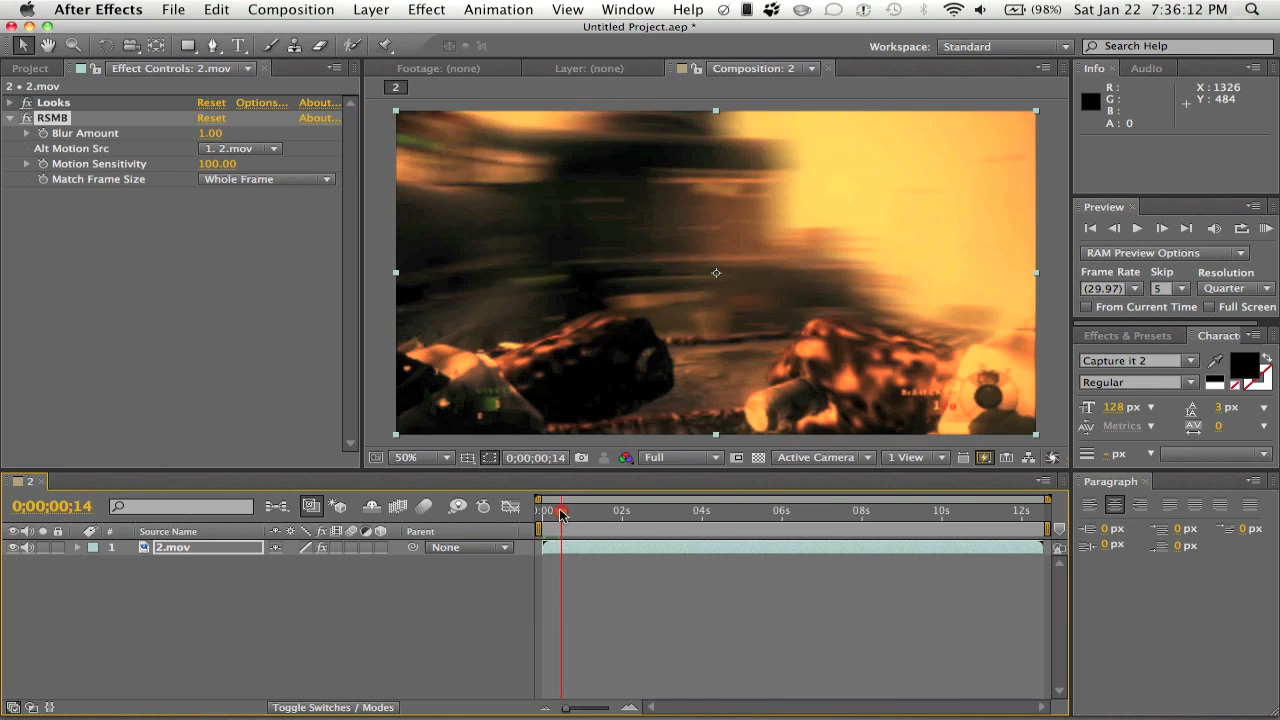 After Effects File Edit Composition Layer Effect Animation View Window Help (98%) Sat Jan 22 7:36:12 PM
Untitled Project.aep *
Workspace: Standard Search Help
Project Effect Controls: 2.mov Footage: (none) Layer: (none) Composition: 2 Info Audio
2 • 2.mov
2
R: X: 1326
G: Y: 484
B:
A: 0
fx Looks Reset Options... About...
fx RSMB Reset About...
Blur Amount 1.00
Alt Motion Src 1. 2.mov
Motion Sensitivity 100.00
Match Frame Size Whole Frame
Preview
RAM Preview Options
Frame Rate Skip Resolution
(29.97) 5 Quarter
From Current Time Full Screen
Effects & Presets Charact
Capture it 2
Regular
128 px 3 px
Metrics 0
- px
50% 0;00;00;14 Full Active Camera 1 View
2
Paragraph
0;00;00;14
0:00 02s 04s 06s 08s 10s 12s
# Source Name Parent
1 2.mov None
0 px 0 px 0 px
0 px 0 px
Toggle Switches / Modes